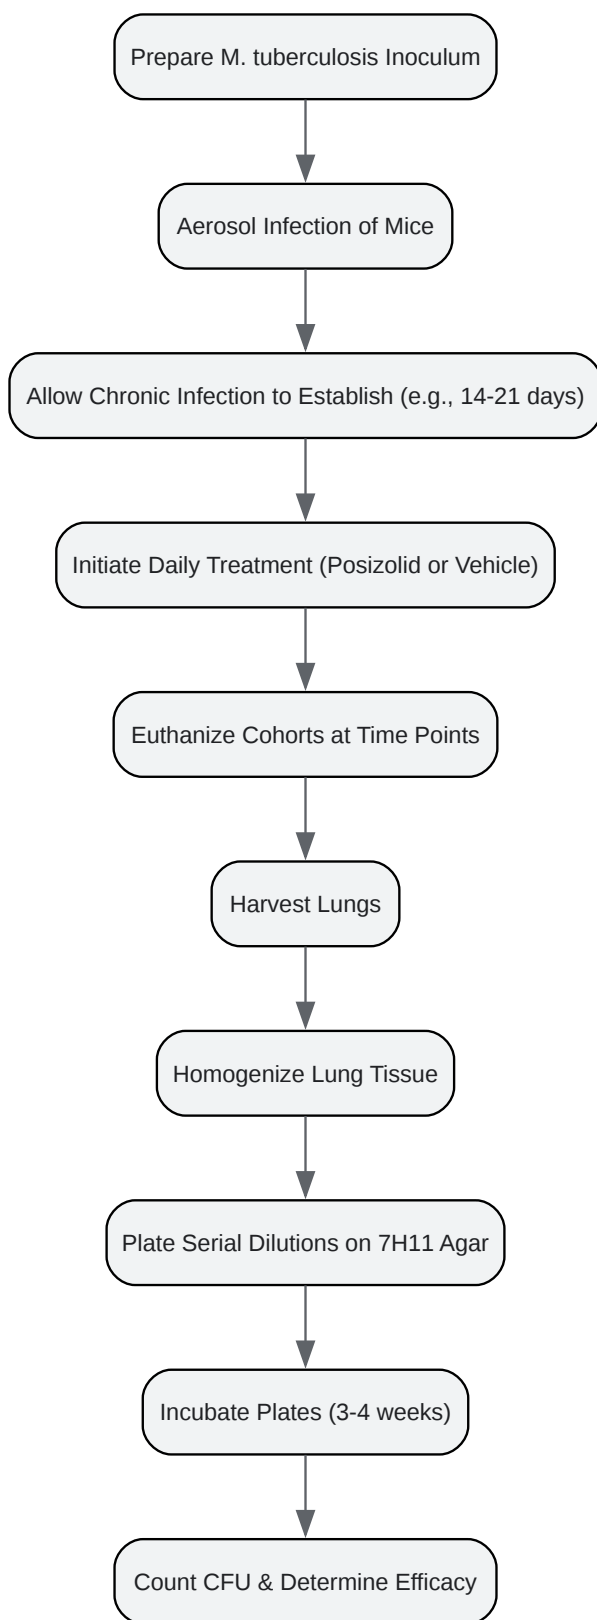 Prepare M. tuberculosis Inoculum
Aerosol Infection of Mice
Allow Chronic Infection to Establish (e.g., 14-21 days)
Initiate Daily Treatment (Posizolid or Vehicle)
Euthanize Cohorts at Time Points
Harvest Lungs
Homogenize Lung Tissue
Plate Serial Dilutions on 7H11 Agar
Incubate Plates (3-4 weeks)
Count CFU & Determine Efficacy